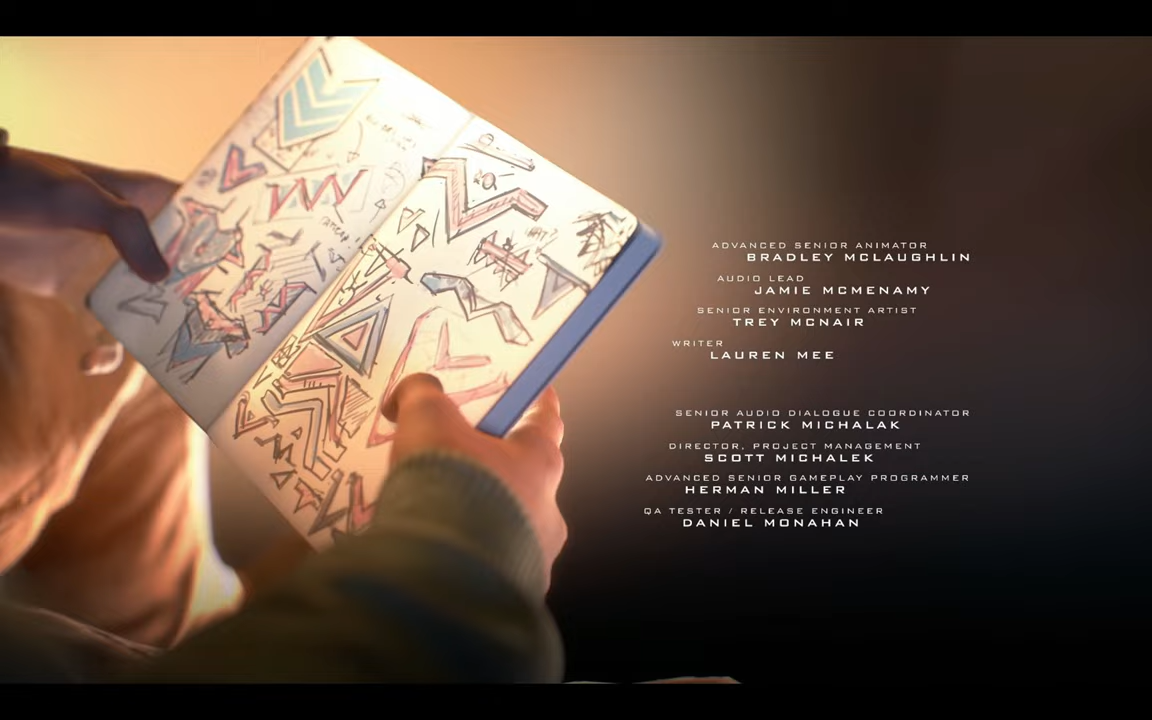 ADVANCED SENIOR ANIMATOR
BRADLEY MCLAUGHLIN
AUDIO LEAD
JAMIE MCMENAMY
SENIOR ENVIRONMENT ARTIST
TREY MCNAIR
WRITER
LAUREN MEE
SENIOR AUDIO DIALOGUE COORDINATOR
PATRICK MICHALAK
DIRECTOR, PROJECT MANAGEMENT
SCOTT MICHALEK
ADVANCED SENIOR GAMEPLAY PROGRAMMER
HERMAN MILLER
QA TESTER / RELEASE ENGINEER
DANIEL MONAHAN